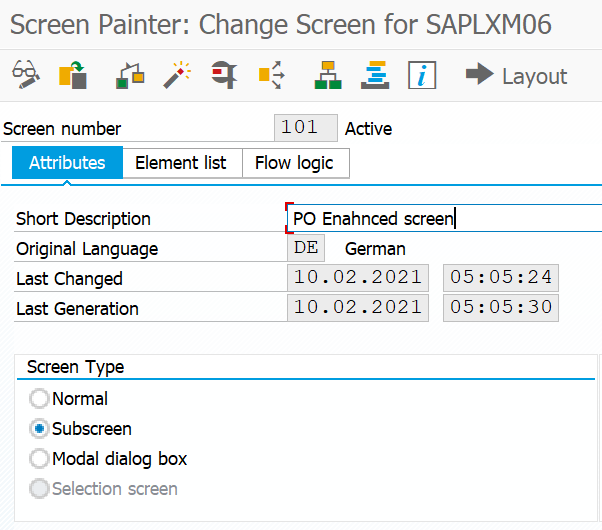 Screen Painter: Change Screen for SAPLXM06
Layout
Screen number 101 Active
Attributes Element list Flow logic
Short Description PO Enahnced screen
Original Language DE German
Last Changed 10.02.2021 05:05:24
Last Generation 10.02.2021 05:05:30
Screen Type
Normal
Subscreen
Modal dialog box
Selection screen